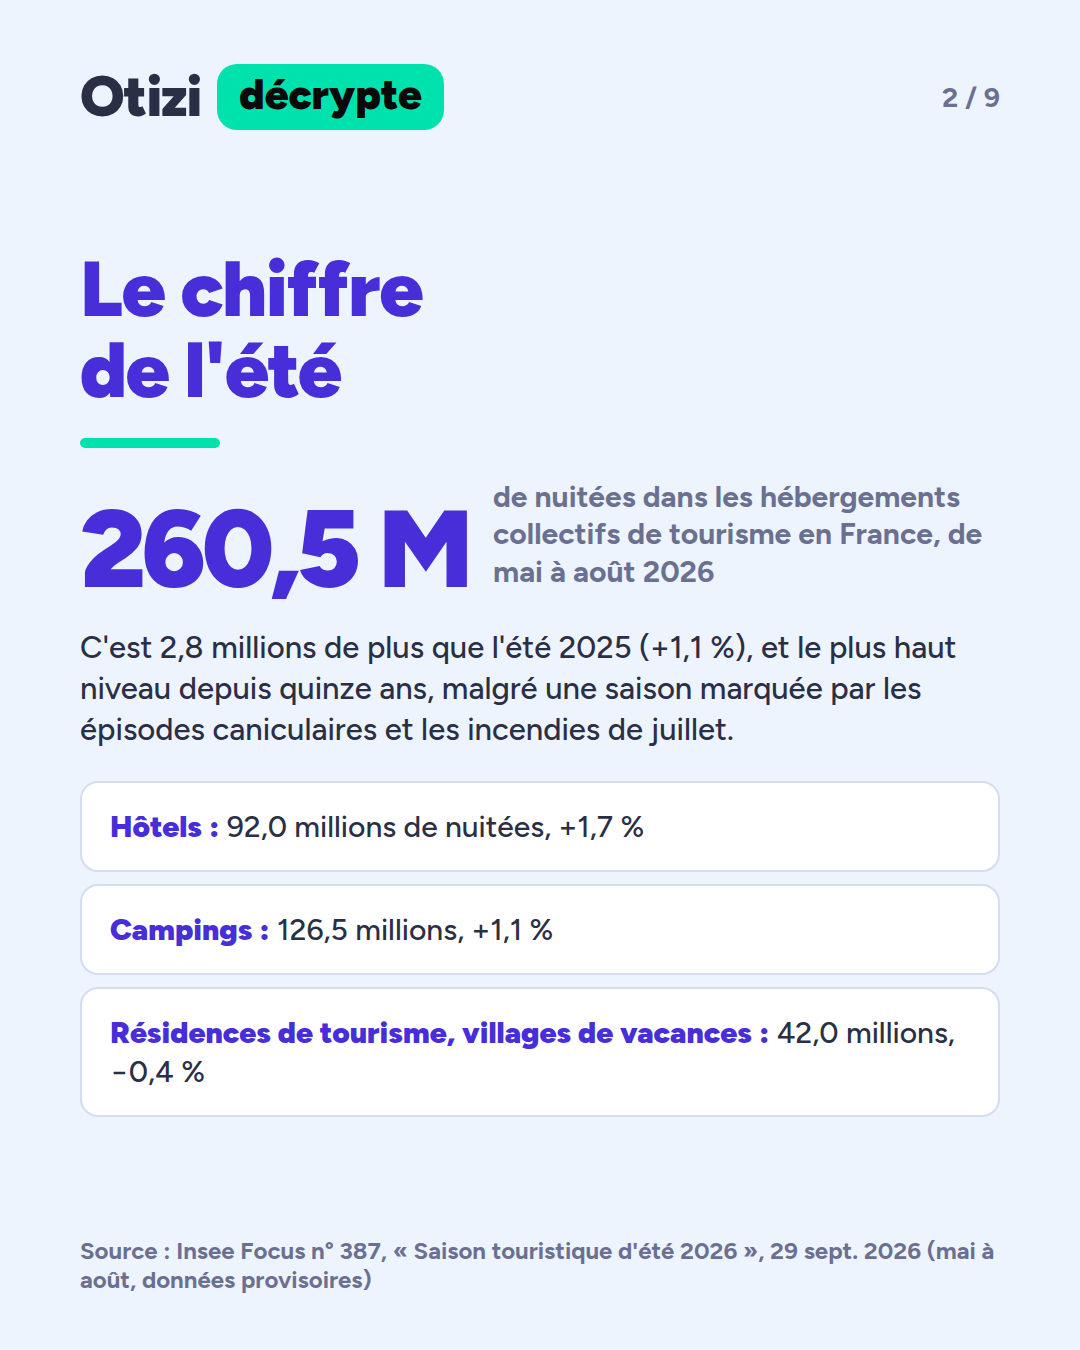 Otizi décrypte
2 / 9
Le chiffre
de l'été
260,5 M
de nuitées dans les hébergements
collectifs de tourisme en France, de
mai à août 2026
C'est 2,8 millions de plus que l'été 2025 (+1,1 %), et le plus haut
niveau depuis quinze ans, malgré une saison marquée par les
épisodes caniculaires et les incendies de juillet.
Hôtels : 92,0 millions de nuitées, +1,7 %
Campings : 126,5 millions, +1,1 %
Résidences de tourisme, villages de vacances : 42,0 millions,
−0,4 %
Source : Insee Focus n° 387, « Saison touristique d'été 2026 », 29 sept. 2026 (mai à
août, données provisoires)